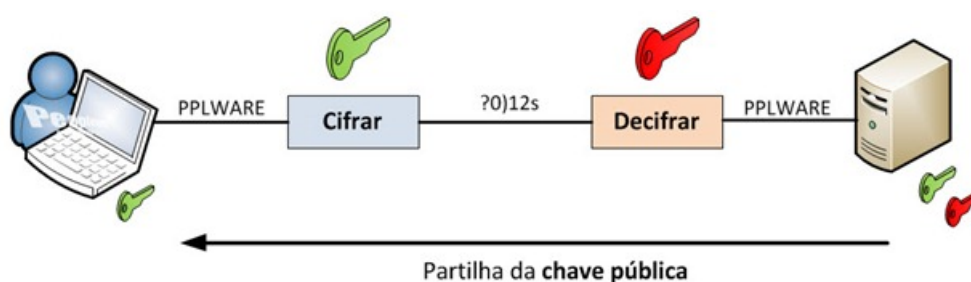 PPLWARE
Cifrar
?0)12s
Decifrar
PPLWARE
Partilha da chave pública